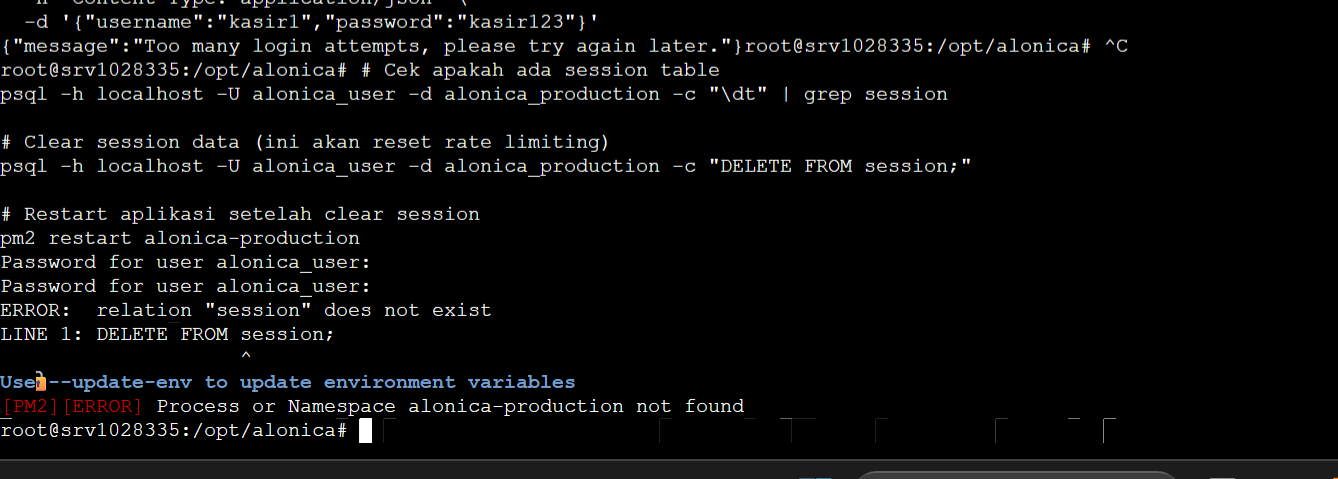 -d '{"username":"kasir1","password":"kasir123"}'
{"message":"Too many login attempts, please try again later."}root@srv1028335:/opt/alonica# ^C
root@srv1028335:/opt/alonica# # Cek apakah ada session table
psql -h localhost -U alonica_user -d alonica_production -c "\dt" | grep session
# Clear session data (ini akan reset rate limiting)
psql -h localhost -U alonica_user -d alonica_production -c "DELETE FROM session;"
# Restart aplikasi setelah clear session
pm2 restart alonica-production
Password for user alonica_user:
Password for user alonica_user:
ERROR:  relation "session" does not exist
LINE 1: DELETE FROM session;
^
Use --update-env to update environment variables
[PM2][ERROR] Process or Namespace alonica-production not found
root@srv1028335:/opt/alonica#